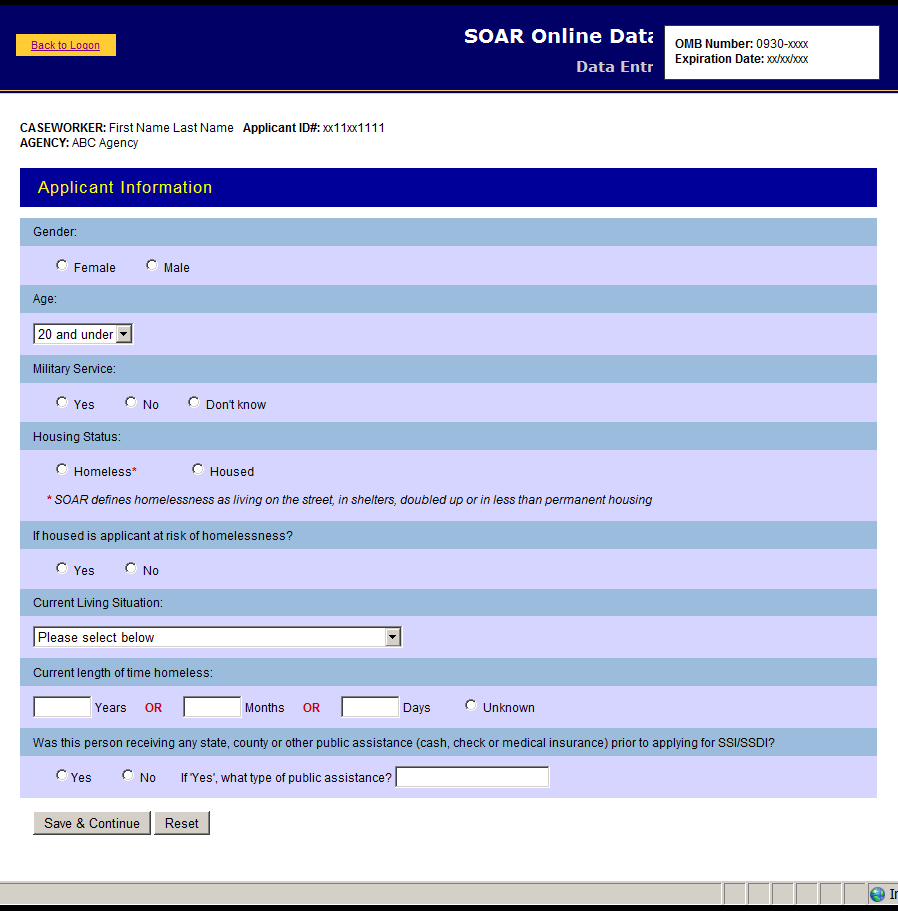 Back to Logon
SOAR Online Data
Data Entr
OMB Number: 0930-xxxx
Expiration Date: xx/xx/xxx
CASEWORKER: First Name Last Name Applicant ID#: xx11xx1111
AGENCY: ABC Agency
Applicant Information
Gender:
Female Male
Age:
20 and under
Military Service:
Yes No Don't know
Housing Status:
Homeless* Housed
* SOAR defines homelessness as living on the street, in shelters, doubled up or in less than permanent housing
If housed is applicant at risk of homelessness?
Yes No
Current Living Situation:
Please select below
Current length of time homeless:
Years OR Months OR Days Unknown
Was this person receiving any state, county or other public assistance (cash, check or medical insurance) prior to applying for SSI/SSDI?
Yes No If 'Yes', what type of public assistance?
Save & Continue Reset